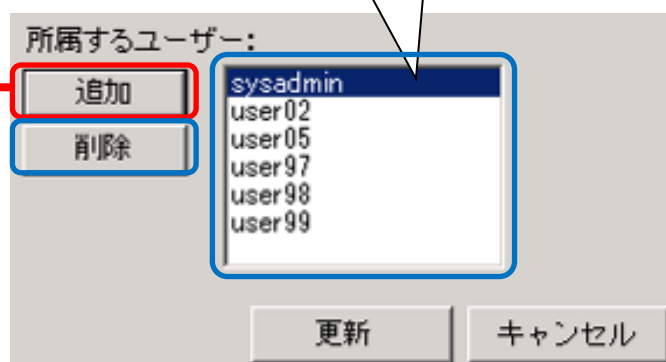 所属するユーザー:
追加
削除
sysadmin
user02
user05
user97
user98
user99
更新
キャンセル